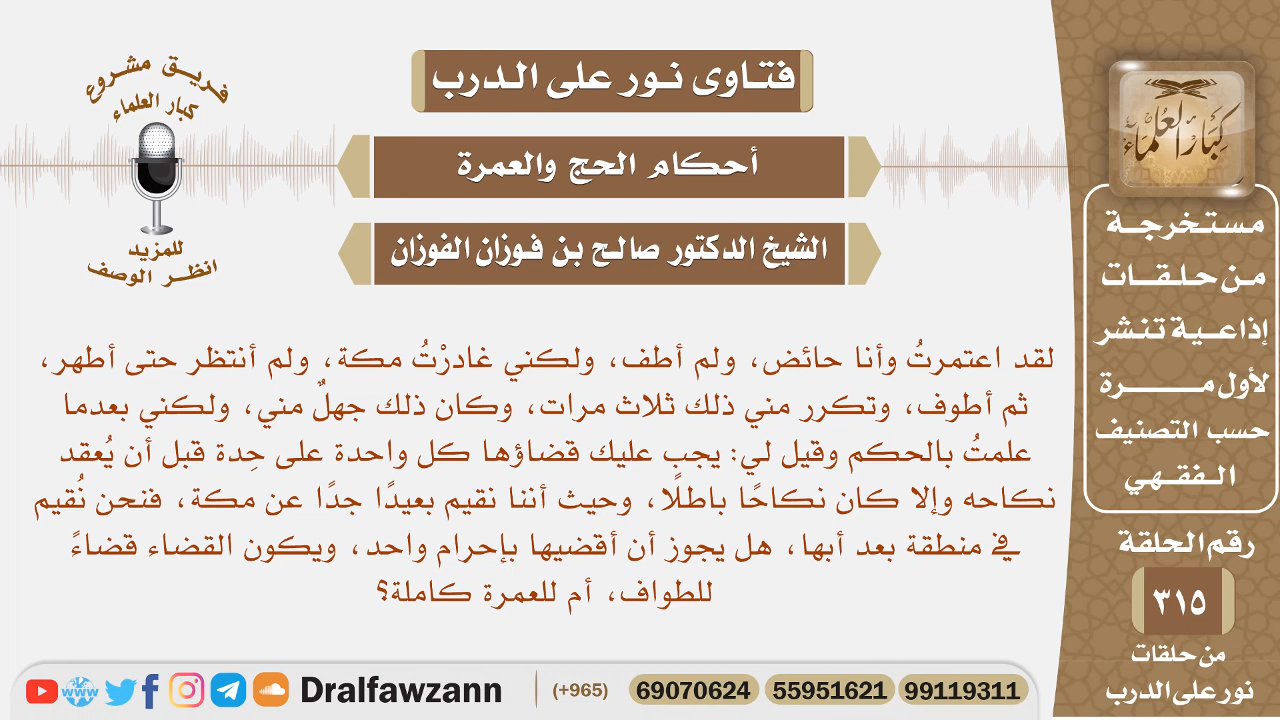 فتاوى نور على الدرب
أحكام الحج والعمرة
الشيخ الدكتور صالح بن فوزان الفوزان
فريق مشروع
كبار العلماء
للمزيد
انظر الوصف
كبار العلماء
مستخرجة
من حلقات
إذاعية تنشر
لأول مرة
حسب التصنيف
الفقهي
رقم الحلقة
٣١٥
من حلقات
نور على الدرب
لقد اعتمرتُ وأنا حائض، ولم أطف، ولكني غادرْتُ مكة، ولم أنتظر حتى أطهر،
ثم أطوف، وتكرر مني ذلك ثلاث مرات، وكان ذلك جهلٌ مني، ولكني بعدما
علمتُ بالحكم وقيل لي: يجب عليك قضاؤها كل واحدة على حِدة قبل أن يُعقد
نكاحه وإلا كان نكاحًا باطلًا، وحيث أننا نقيم بعيدًا جدًا عن مكة، فنحن نُقيم
في منطقة بعد أبها، هل يجوز أن أقضيها بإحرام واحد، ويكون القضاء قضاءً
للطواف، أم للعمرة كاملة؟
www Dralfawzann (+965) 69070624 55951621 99119311